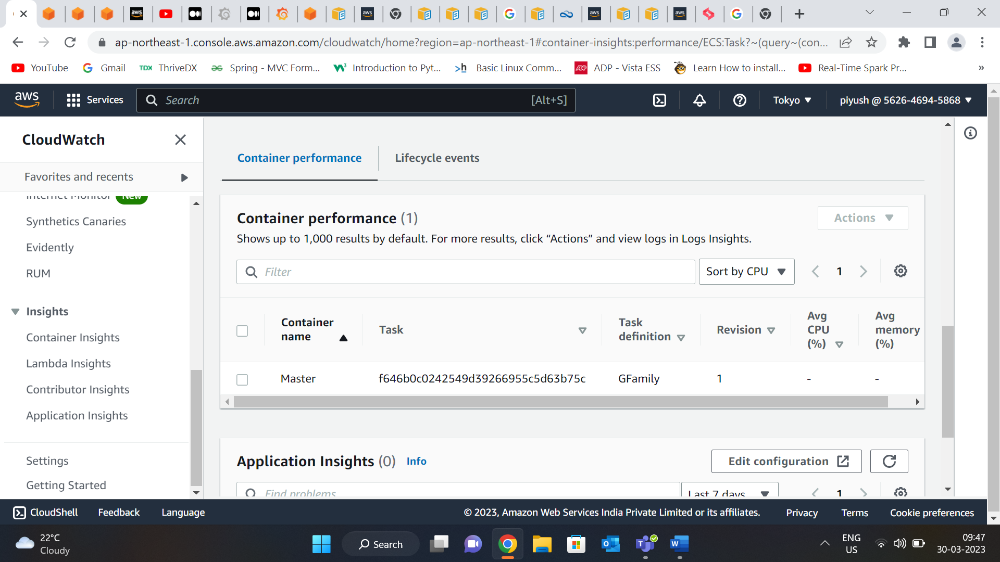 ap-northeast-1.console.aws.amazon.com/cloudwatch/home?region=ap-northeast-1#container-insights:performance/ECS:Task?~(query~(con...
YouTube Gmail ThriveDX Spring - MVC Form... Introduction to Pyt... Basic Linux Comm... ADP - Vista ESS Learn How to install... Real-Time Spark Pr... »
aws Services Search [Alt+S] Tokyo piyush @ 5626-4694-5868
CloudWatch
Favorites and recents
Internet Monitor New
Synthetics Canaries
Evidently
RUM
Insights
Container Insights
Lambda Insights
Contributor Insights
Application Insights
Settings
Getting Started
Container performance Lifecycle events
Container performance (1)
Actions
Shows up to 1,000 results by default. For more results, click “Actions” and view logs in Logs Insights.
Filter Sort by CPU 1
Container name Task Task definition Revision Avg CPU (%) Avg memory (%)
Master f646b0c0242549d39266955c5d63b75c GFamily 1 - -
Application Insights (0) Info Edit configuration
Find problems Last 7 days 1
CloudShell Feedback Language © 2023, Amazon Web Services India Private Limited or its affiliates. Privacy Terms Cookie preferences
22°C
Cloudy
Search
ENG
US
09:47
30-03-2023